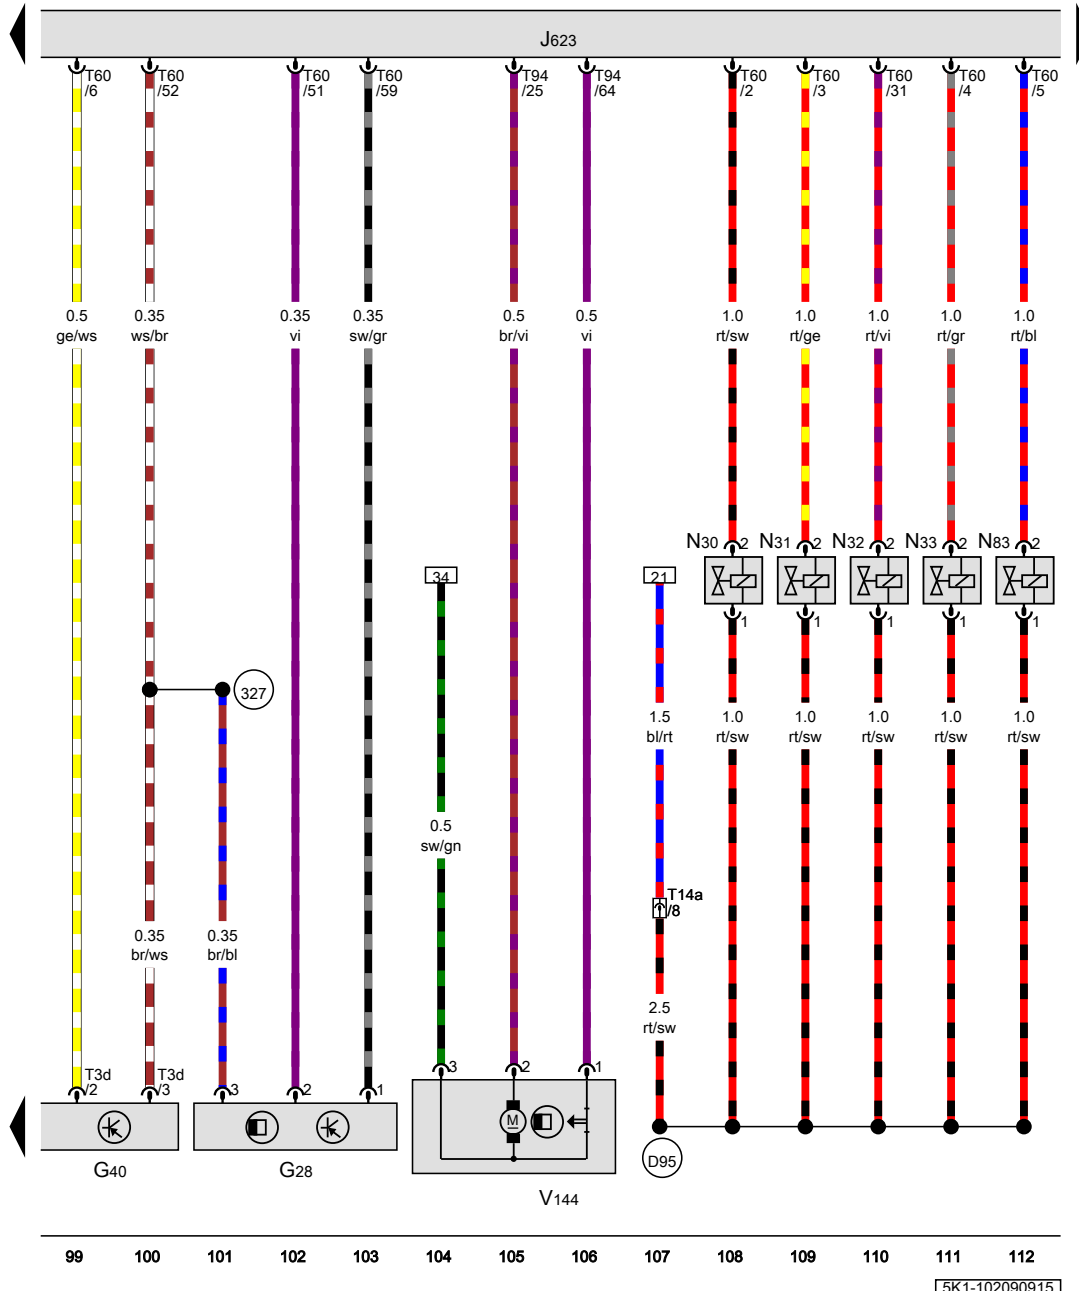 J623
T60 T60 T60 T60 T94 T94 T60 T60 T60 T60 T60
/6 /52 /51 /59 /25 /64 /2 /3 /31 /4 /5
0.5 0.35 0.35 0.35 0.5 0.5 1.0 1.0 1.0 1.0 1.0
ge/ws ws/br vi sw/gr br/vi vi rt/sw rt/ge rt/vi rt/gr rt/bl
N30 2 N31 2 N32 2 N33 2 N83 2
34 21
1 1 1 1 1
327
1.5 1.0 1.0 1.0 1.0 1.0
bl/rt rt/sw rt/sw rt/sw rt/sw rt/sw
0.5
sw/gn
T14a
/8
0.35 0.35
br/ws br/bl
2.5
rt/sw
3 2 1
T3d T3d
/2 /3 3 2 1
M
D95
G40 G28
V144
99 100 101 102 103 104 105 106 107 108 109 110 111 112
5K1-102090915